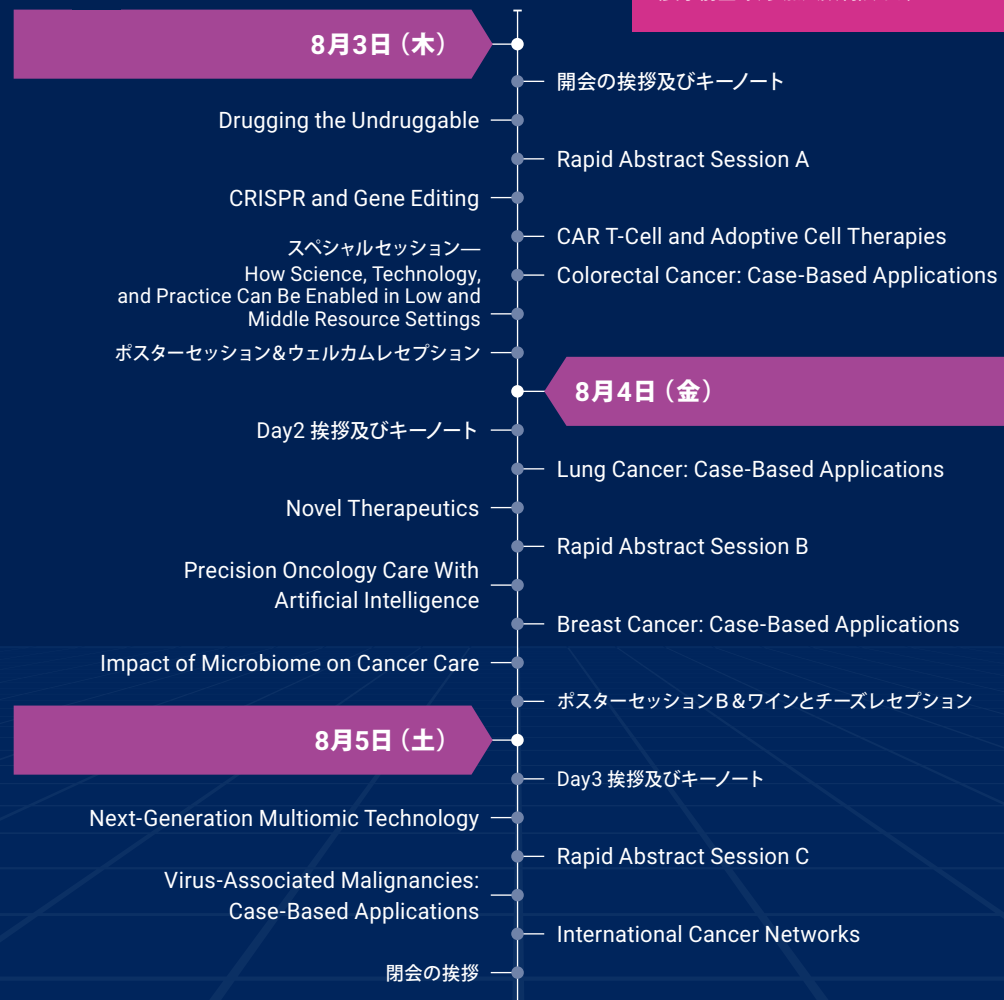 8月3日（木）
開会の挨拶及びキーノート
Drugging the Undruggable
Rapid Abstract Session A
CRISPR and Gene Editing
CAR T-Cell and Adoptive Cell Therapies
スペシャルセッション—
How Science, Technology,
and Practice Can Be Enabled in Low and
Middle Resource Settings
Colorectal Cancer: Case-Based Applications
ポスターセッション＆ウェルカムレセプション
8月4日（金）
Day2 挨拶及びキーノート
Lung Cancer: Case-Based Applications
Novel Therapeutics
Rapid Abstract Session B
Precision Oncology Care With
Artificial Intelligence
Breast Cancer: Case-Based Applications
Impact of Microbiome on Cancer Care
ポスターセッションB＆ワインとチーズレセプション
8月5日（土）
Day3 挨拶及びキーノート
Next-Generation Multiomic Technology
Rapid Abstract Session C
Virus-Associated Malignancies:
Case-Based Applications
International Cancer Networks
閉会の挨拶